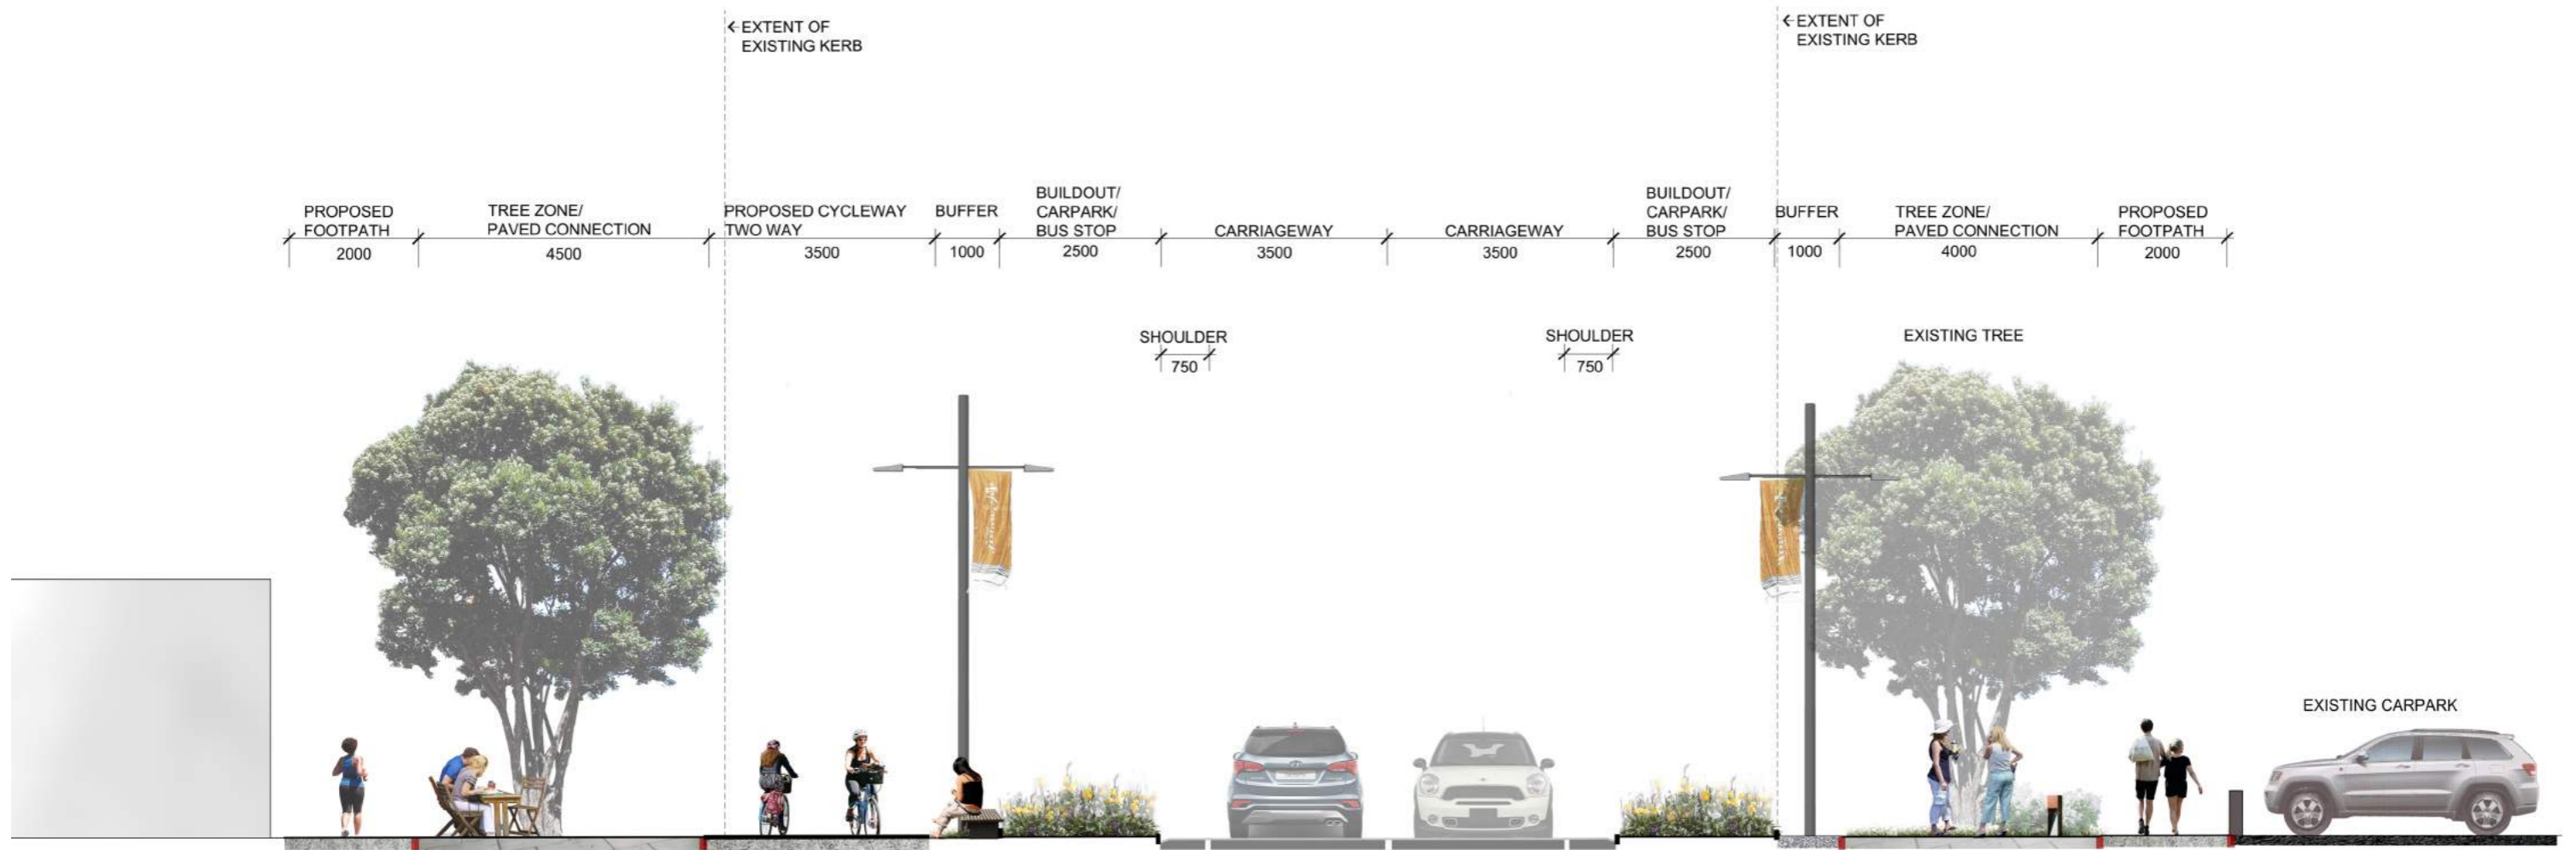 ←EXTENT OF
EXISTING KERB
←EXTENT OF
EXISTING KERB
PROPOSED
FOOTPATH
2000
TREE ZONE/
PAVED CONNECTION
4500
PROPOSED CYCLEWAY
TWO WAY
3500
BUFFER
1000
BUILDOUT/
CARPARK/
BUS STOP
2500
CARRIAGEWAY
3500
CARRIAGEWAY
3500
BUILDOUT/
CARPARK/
BUS STOP
2500
BUFFER
1000
TREE ZONE/
PAVED CONNECTION
4000
PROPOSED
FOOTPATH
2000
SHOULDER
750
SHOULDER
750
EXISTING TREE
EXISTING CARPARK